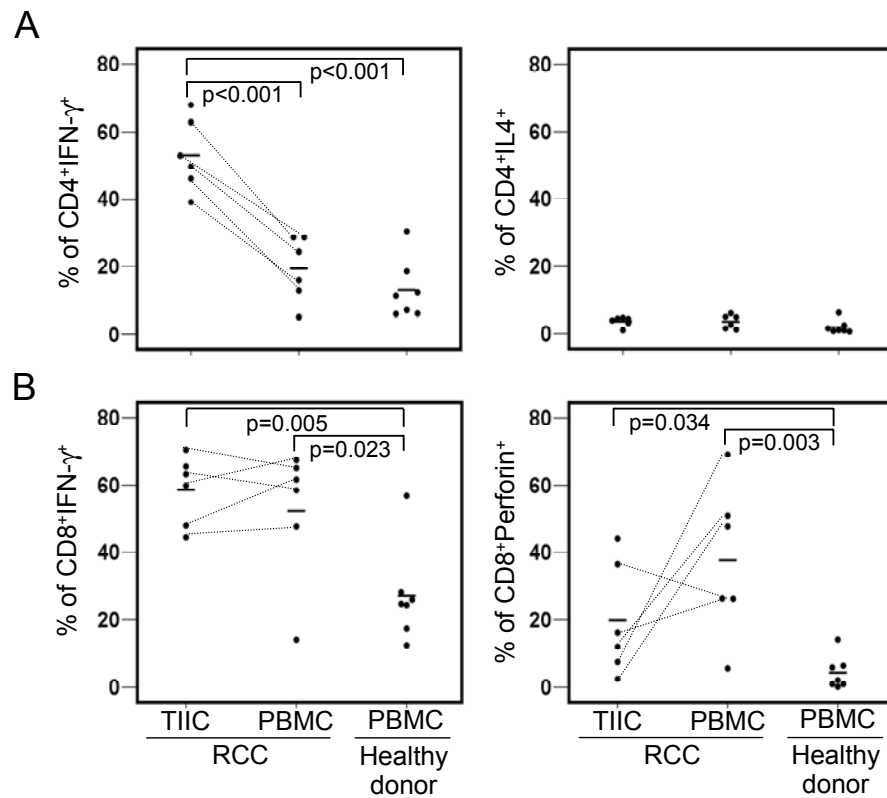 A
% of CD4⁺IFN-γ⁺
80
60
40
20
0
p<0.001
p<0.001
% of CD4⁺IL4⁺
80
60
40
20
0
B
% of CD8⁺IFN-γ⁺
80
60
40
20
0
p=0.005
p=0.023
% of CD8⁺Perforin⁺
80
60
40
20
0
p=0.034
p=0.003
TIIC PBMC PBMC
RCC Healthy
donor
TIIC PBMC PBMC
RCC Healthy
donor